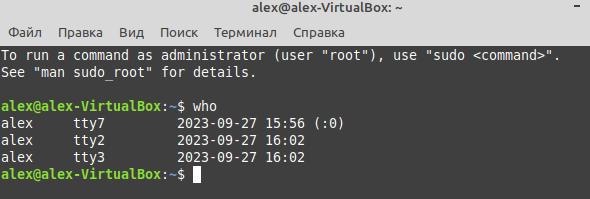 alex@alex-VirtualBox: ~
Файл Правка Вид Поиск Терминал Справка
To run a command as administrator (user "root"), use "sudo <command>".
See "man sudo_root" for details.
alex@alex-VirtualBox:~$ who
alex     tty7         2023-09-27 15:56 (:0)
alex     tty2         2023-09-27 16:02
alex     tty3         2023-09-27 16:02
alex@alex-VirtualBox:~$